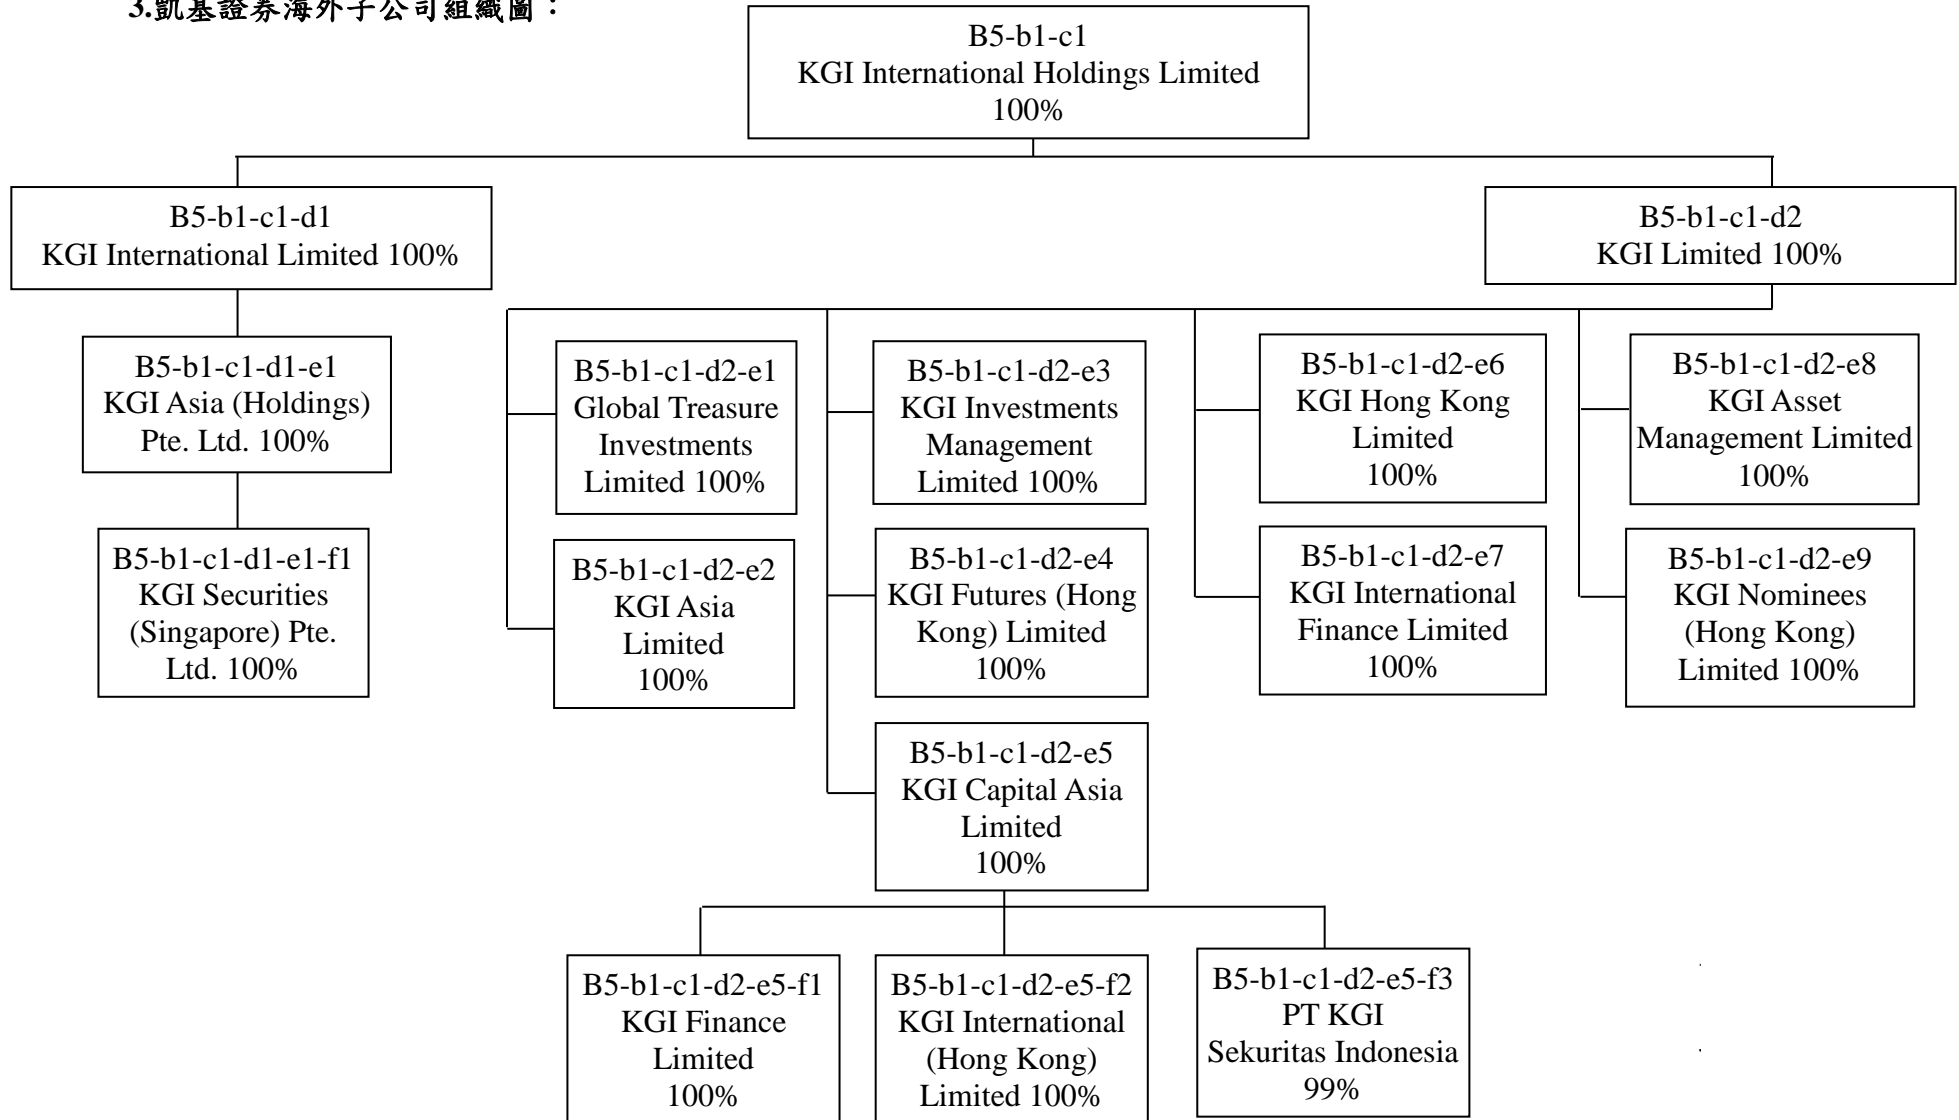 3.凱基證券海外子公司組織圖：
B5-b1-c1
KGI International Holdings Limited
100%
B5-b1-c1-d1
KGI International Limited 100%
B5-b1-c1-d2
KGI Limited 100%
B5-b1-c1-d1-e1
KGI Asia (Holdings)
Pte. Ltd. 100%
B5-b1-c1-d1-e1-f1
KGI Securities
(Singapore) Pte.
Ltd. 100%
B5-b1-c1-d2-e1
Global Treasure
Investments
Limited 100%
B5-b1-c1-d2-e2
KGI Asia
Limited
100%
B5-b1-c1-d2-e3
KGI Investments
Management
Limited 100%
B5-b1-c1-d2-e4
KGI Futures (Hong
Kong) Limited
100%
B5-b1-c1-d2-e5
KGI Capital Asia
Limited
100%
B5-b1-c1-d2-e6
KGI Hong Kong
Limited
100%
B5-b1-c1-d2-e7
KGI International
Finance Limited
100%
B5-b1-c1-d2-e8
KGI Asset
Management Limited
100%
B5-b1-c1-d2-e9
KGI Nominees
(Hong Kong)
Limited 100%
B5-b1-c1-d2-e5-f1
KGI Finance
Limited
100%
B5-b1-c1-d2-e5-f2
KGI International
(Hong Kong)
Limited 100%
B5-b1-c1-d2-e5-f3
PT KGI
Sekuritas Indonesia
99%